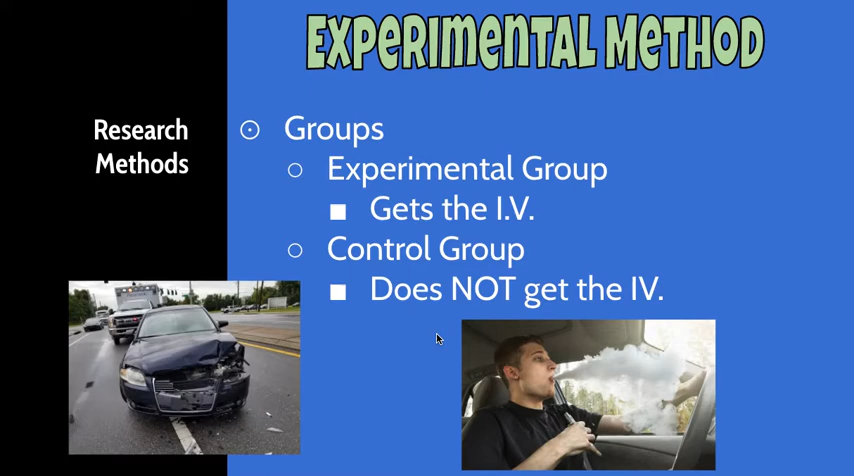 Experimental Method
Research
Methods
Groups
Experimental Group
Gets the I.V.
Control Group
Does NOT get the IV.